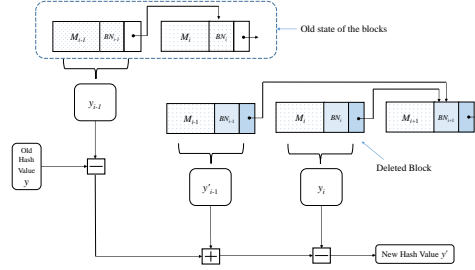 Old state of the blocks
M_{i-1} BN_{i-1} M_i BN_i
y_{i-1}
M_{i-1} BN_{i-1} M_i BN_i M_{i+1} BN_{i+1}
Old
Hash
Value
y
Deleted Block
y'_{i-1} y_i
New Hash Value y'